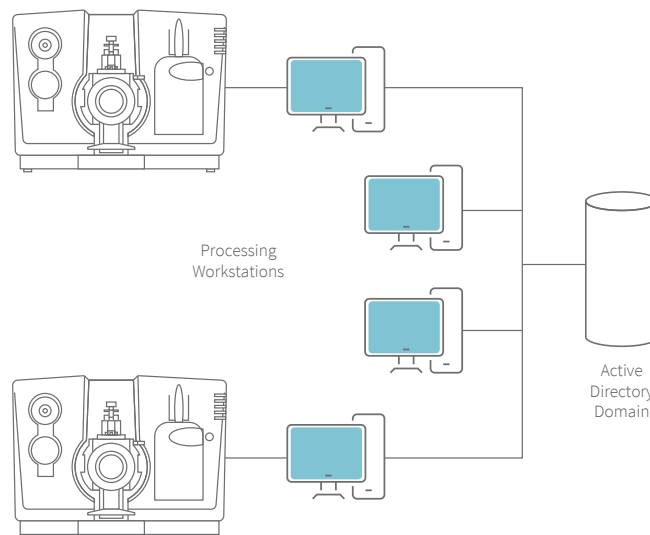 Processing
Workstations
Active
Directory
Domain